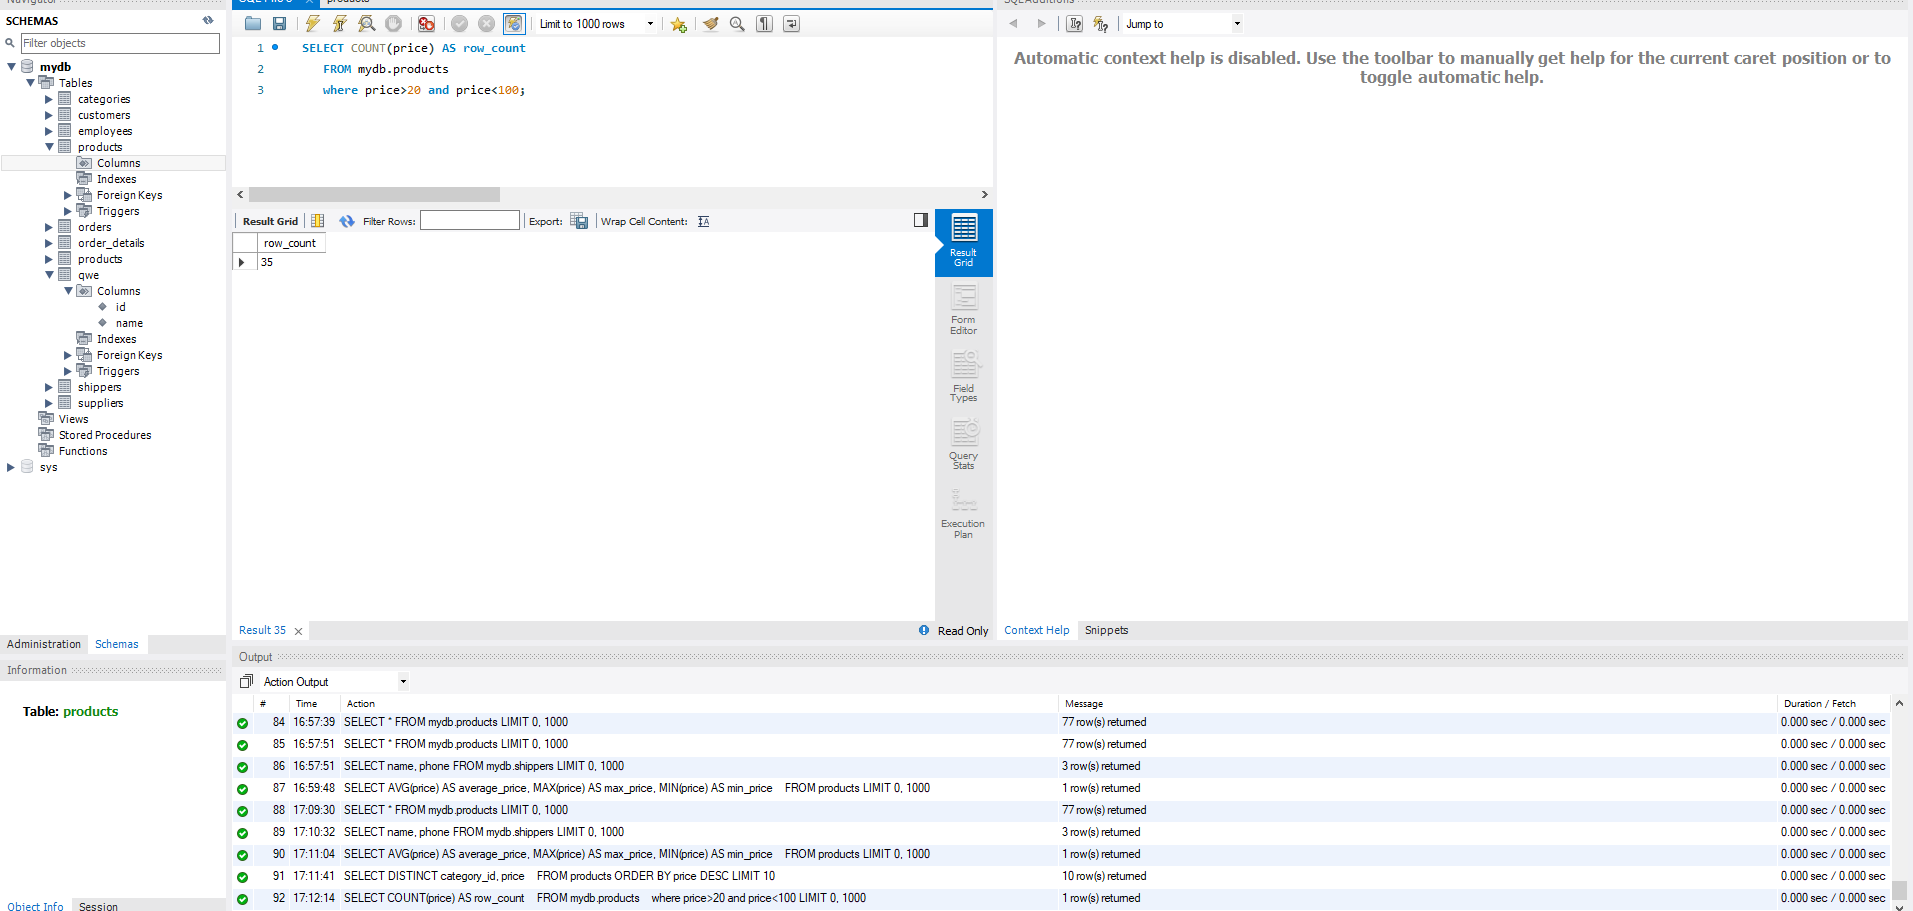 Navigator
SCHEMAS
Filter objects
mydb
Tables
categories
customers
employees
products
Columns
Indexes
Foreign Keys
Triggers
orders
order_details
products
qwe
Columns
id
name
Indexes
Foreign Keys
Triggers
shippers
suppliers
Views
Stored Procedures
Functions
sys
Administration Schemas
Information
Table: products
Object Info Session
products
Limit to 1000 rows
1 SELECT COUNT(price) AS row_count
2 FROM mydb.products
3 where price>20 and price<100;
Result Grid Filter Rows: Export: Wrap Cell Content:
row_count
35
Result
Grid
Form
Editor
Field
Types
Query
Stats
Execution
Plan
Result 35 Read Only
SQLAdditions
Jump to
Automatic context help is disabled. Use the toolbar to manually get help for the current caret position or to
toggle automatic help.
Context Help Snippets
Output
Action Output
# Time Action Message Duration / Fetch
84 16:57:39 SELECT * FROM mydb.products LIMIT 0, 1000 77 row(s) returned 0.000 sec / 0.000 sec
85 16:57:51 SELECT * FROM mydb.products LIMIT 0, 1000 77 row(s) returned 0.000 sec / 0.000 sec
86 16:57:51 SELECT name, phone FROM mydb.shippers LIMIT 0, 1000 3 row(s) returned 0.000 sec / 0.000 sec
87 16:59:48 SELECT AVG(price) AS average_price, MAX(price) AS max_price, MIN(price) AS min_price FROM products LIMIT 0, 1000 1 row(s) returned 0.000 sec / 0.000 sec
88 17:09:30 SELECT * FROM mydb.products LIMIT 0, 1000 77 row(s) returned 0.000 sec / 0.000 sec
89 17:10:32 SELECT name, phone FROM mydb.shippers LIMIT 0, 1000 3 row(s) returned 0.000 sec / 0.000 sec
90 17:11:04 SELECT AVG(price) AS average_price, MAX(price) AS max_price, MIN(price) AS min_price FROM products LIMIT 0, 1000 1 row(s) returned 0.000 sec / 0.000 sec
91 17:11:41 SELECT DISTINCT category_id, price FROM products ORDER BY price DESC LIMIT 10 10 row(s) returned 0.000 sec / 0.000 sec
92 17:12:14 SELECT COUNT(price) AS row_count FROM mydb.products where price>20 and price<100 LIMIT 0, 1000 1 row(s) returned 0.000 sec / 0.000 sec